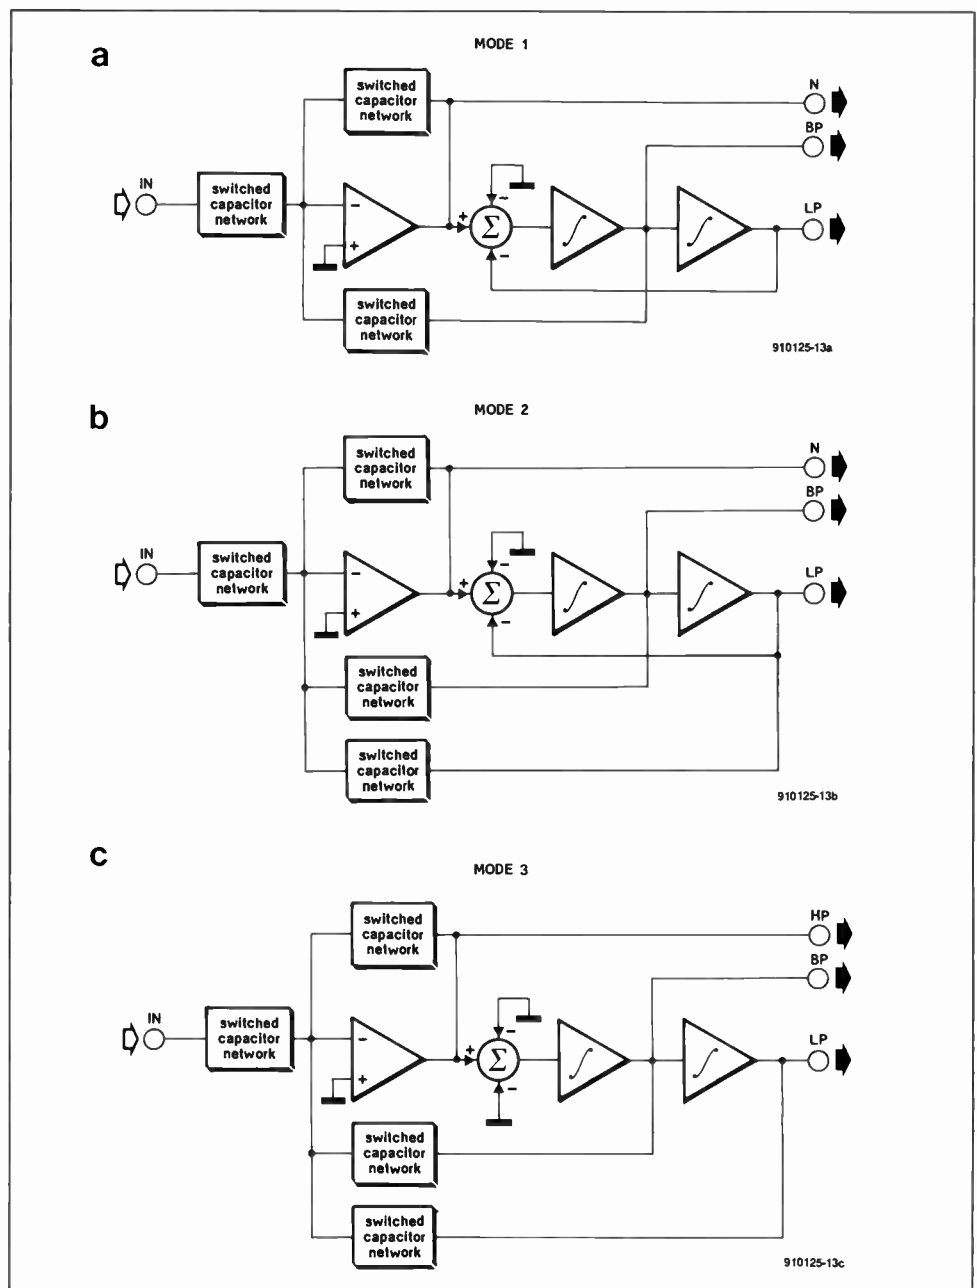 a
MODE 1
switched
capacitor
network
N
BP
IN
switched
capacitor
network
−
+
+
Σ
−
−
∫
∫
LP
switched
capacitor
network
910125-13a
b
MODE 2
switched
capacitor
network
N
BP
IN
switched
capacitor
network
−
+
+
Σ
−
−
∫
∫
LP
switched
capacitor
network
switched
capacitor
network
910125-13b
c
MODE 3
switched
capacitor
network
HP
BP
IN
switched
capacitor
network
−
+
+
Σ
−
−
∫
∫
LP
switched
capacitor
network
switched
capacitor
network
910125-13c